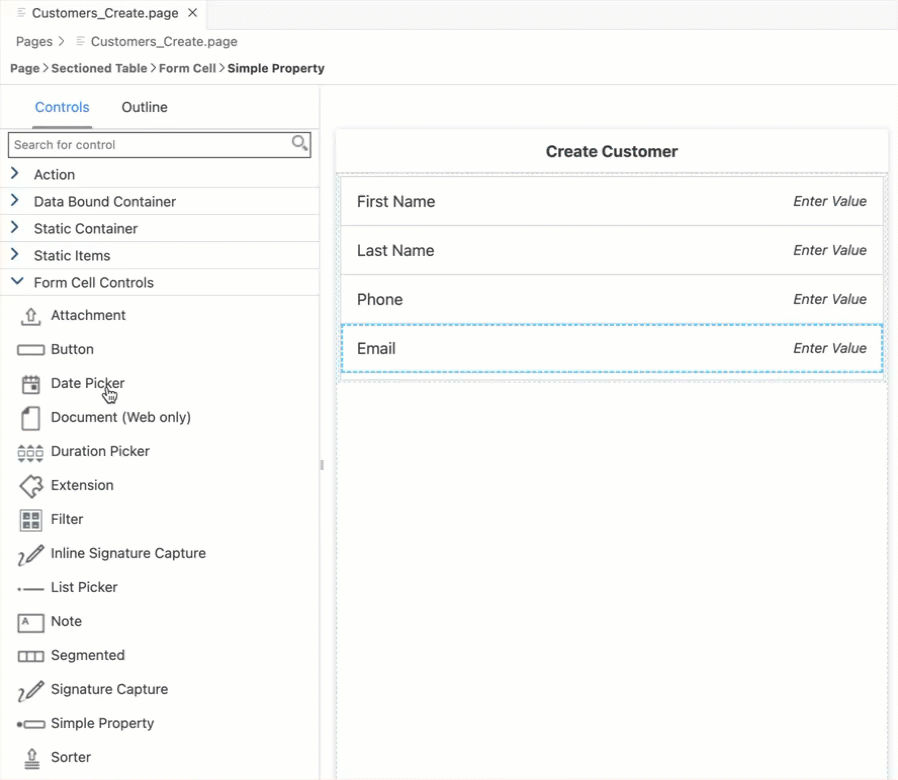 Customers_Create.page
Pages > Customers_Create.page
Page > Sectioned Table > Form Cell > Simple Property
Controls Outline
Search for control
Action
Data Bound Container
Static Container
Static Items
Form Cell Controls
Attachment
Button
Date Picker
Document (Web only)
Duration Picker
Extension
Filter
Inline Signature Capture
List Picker
Note
Segmented
Signature Capture
Simple Property
Sorter
Create Customer
First Name Enter Value
Last Name Enter Value
Phone Enter Value
Email Enter Value